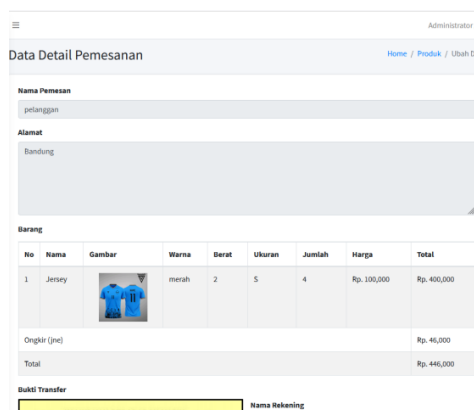 Administrator
Data Detail Pemesanan
Home / Produk / Ubah D
Nama Pemesan
pelanggan
Alamat
Bandung
Barang
No Nama Gambar Warna Berat Ukuran Jumlah Harga Total
1 Jersey merah 2 S 4 Rp. 100,000 Rp. 400,000
11
Ongkir (jne) Rp. 46,000
Total Rp. 446,000
Bukti Transfer
Nama Rekening